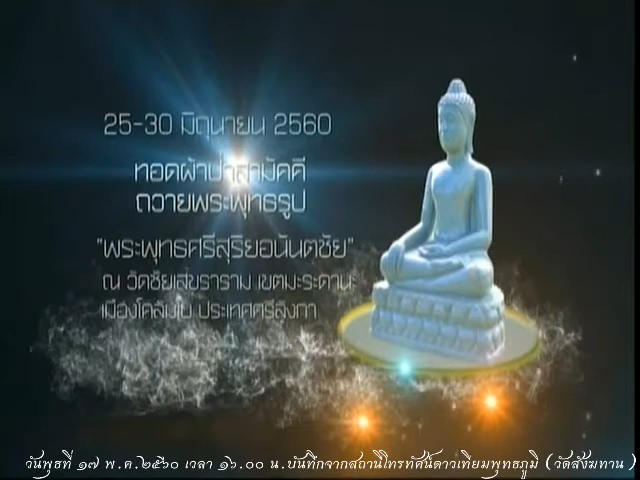 25-30 มิถุนายน 2560
ทอดผ้าป่าสามัคคี
ถวายพระพุทธรูป
"พระพุทธศรีสุริยอนันตชัย"
ณ วัดชัยเสขราราม เขตมะระดานะ
เมืองโคลัมโบ ประเทศศรีลังกา
วันพุธที่ ๑๗ พ.ค.๒๕๖๐ เวลา ๑๖.๐๐ น.บันทึกจากสถานีโทรทัศน์ดาวเทียมพุทธภูมิ ( วัดสังฆทาน )